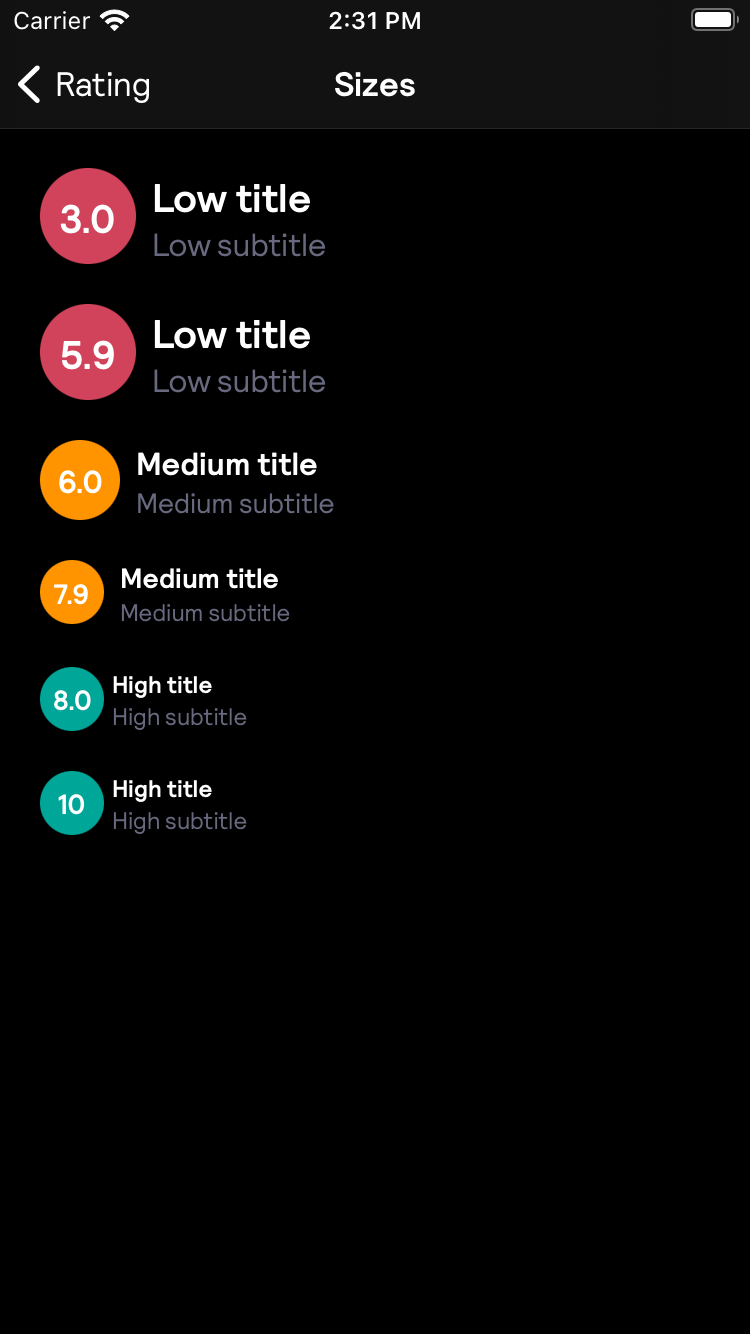 Carrier 2:31 PM
Rating Sizes
3.0 Low title
Low subtitle
5.9 Low title
Low subtitle
6.0 Medium title
Medium subtitle
7.9 Medium title
Medium subtitle
8.0 High title
High subtitle
10 High title
High subtitle